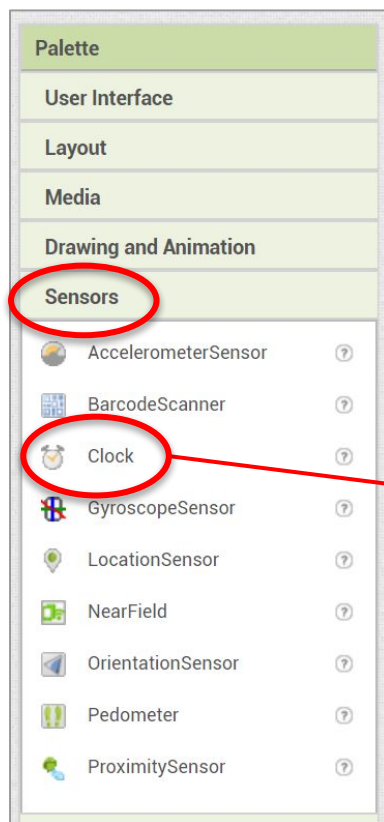 Palette
User Interface
Layout
Media
Drawing and Animation
Sensors
AccelerometerSensor ?
BarcodeScanner ?
Clock ?
GyroscopeSensor ?
LocationSensor ?
NearField ?
OrientationSensor ?
Pedometer ?
ProximitySensor ?